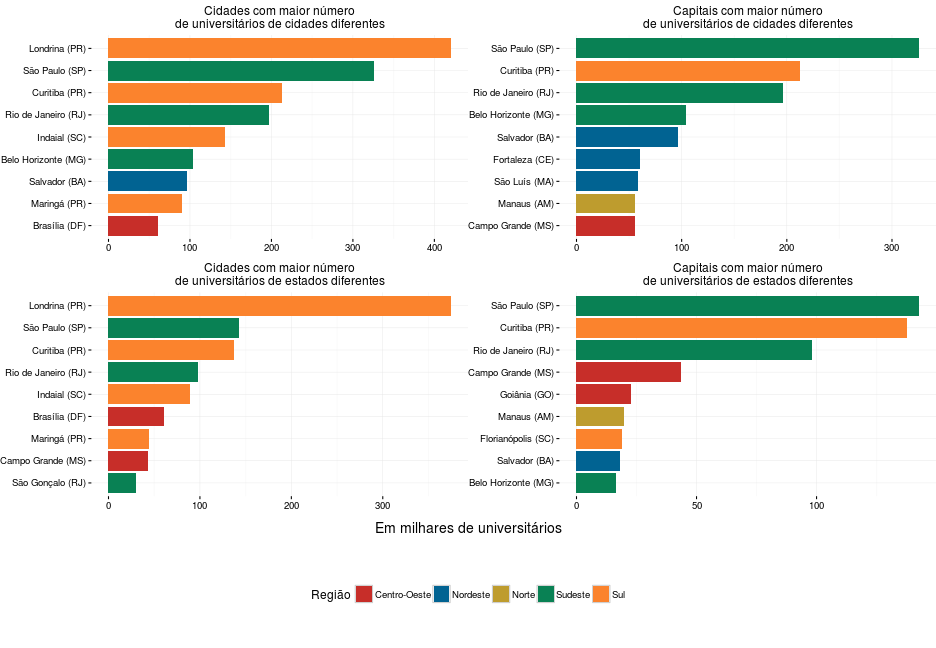 Cidades com maior número
de universitários de cidades diferentes
Londrina (PR)
São Paulo (SP)
Curitiba (PR)
Rio de Janeiro (RJ)
Indaial (SC)
Belo Horizonte (MG)
Salvador (BA)
Maringá (PR)
Brasília (DF)
0 100 200 300 400
Capitais com maior número
de universitários de cidades diferentes
São Paulo (SP)
Curitiba (PR)
Rio de Janeiro (RJ)
Belo Horizonte (MG)
Salvador (BA)
Fortaleza (CE)
São Luís (MA)
Manaus (AM)
Campo Grande (MS)
0 100 200 300
Cidades com maior número
de universitários de estados diferentes
Londrina (PR)
São Paulo (SP)
Curitiba (PR)
Rio de Janeiro (RJ)
Indaial (SC)
Brasília (DF)
Maringá (PR)
Campo Grande (MS)
São Gonçalo (RJ)
0 100 200 300
Capitais com maior número
de universitários de estados diferentes
São Paulo (SP)
Curitiba (PR)
Rio de Janeiro (RJ)
Campo Grande (MS)
Goiânia (GO)
Manaus (AM)
Florianópolis (SC)
Salvador (BA)
Belo Horizonte (MG)
0 50 100
Em milhares de universitários
Região Centro-Oeste Nordeste Norte Sudeste Sul